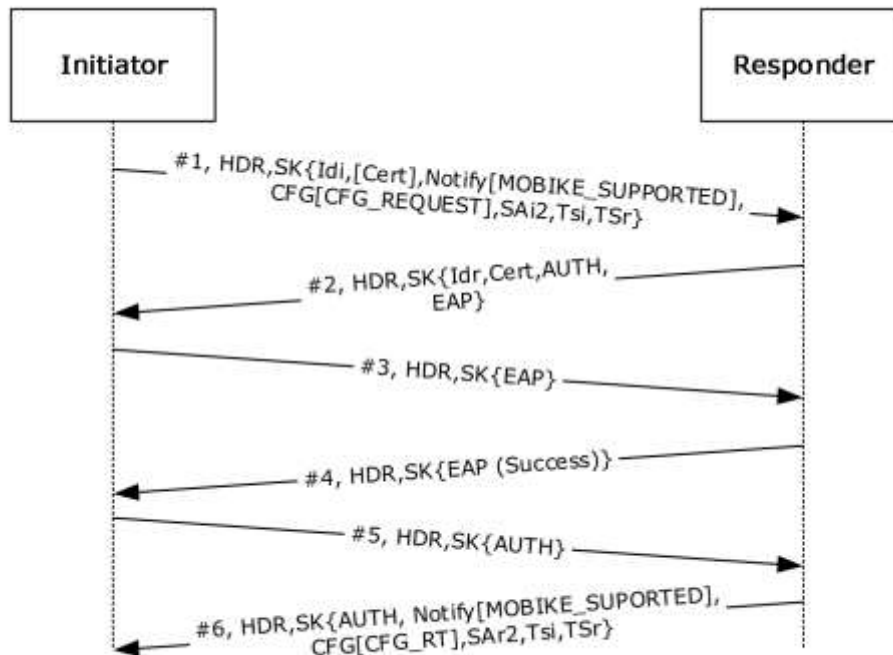 Initiator
Responder
#1, HDR,SK{Idi,[Cert],Notify[MOBIKE_SUPPORTED],
CFG[CFG_REQUEST],SAi2,Tsi,TSr}
#2, HDR,SK{Idr,Cert,AUTH,
EAP}
#3, HDR,SK{EAP}
#4, HDR,SK{EAP (Success)}
#5, HDR,SK{AUTH}
#6, HDR,SK{AUTH, Notify[MOBIKE_SUPORTED],
CFG[CFG_RT],SAr2,Tsi,TSr}